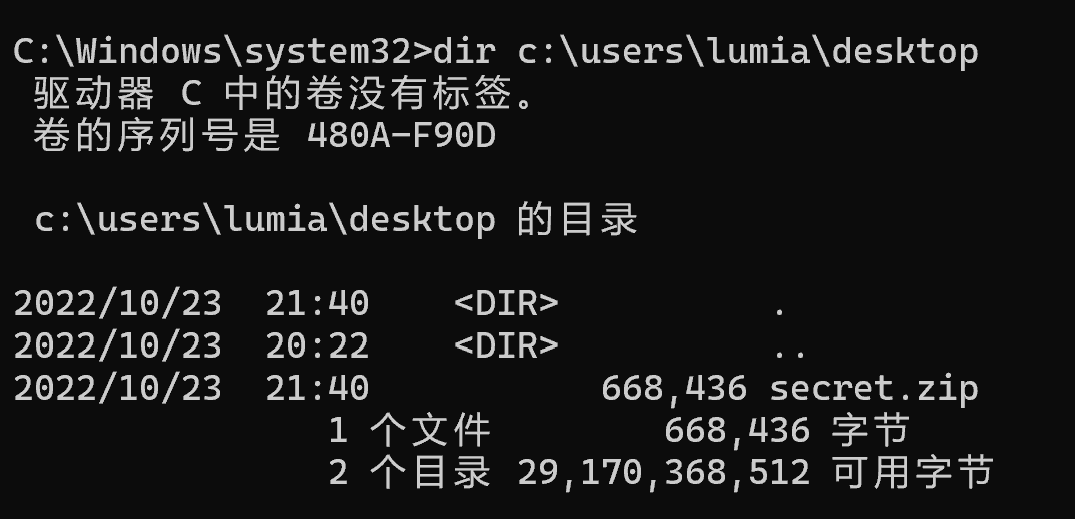 C:\Windows\system32>dir c:\users\lumia\desktop
驱动器 C 中的卷没有标签。
卷的序列号是 480A-F90D
c:\users\lumia\desktop 的目录
2022/10/23  21:40    <DIR>          .
2022/10/23  20:22    <DIR>          ..
2022/10/23  21:40           668,436 secret.zip
1 个文件        668,436 字节
2 个目录 29,170,368,512 可用字节